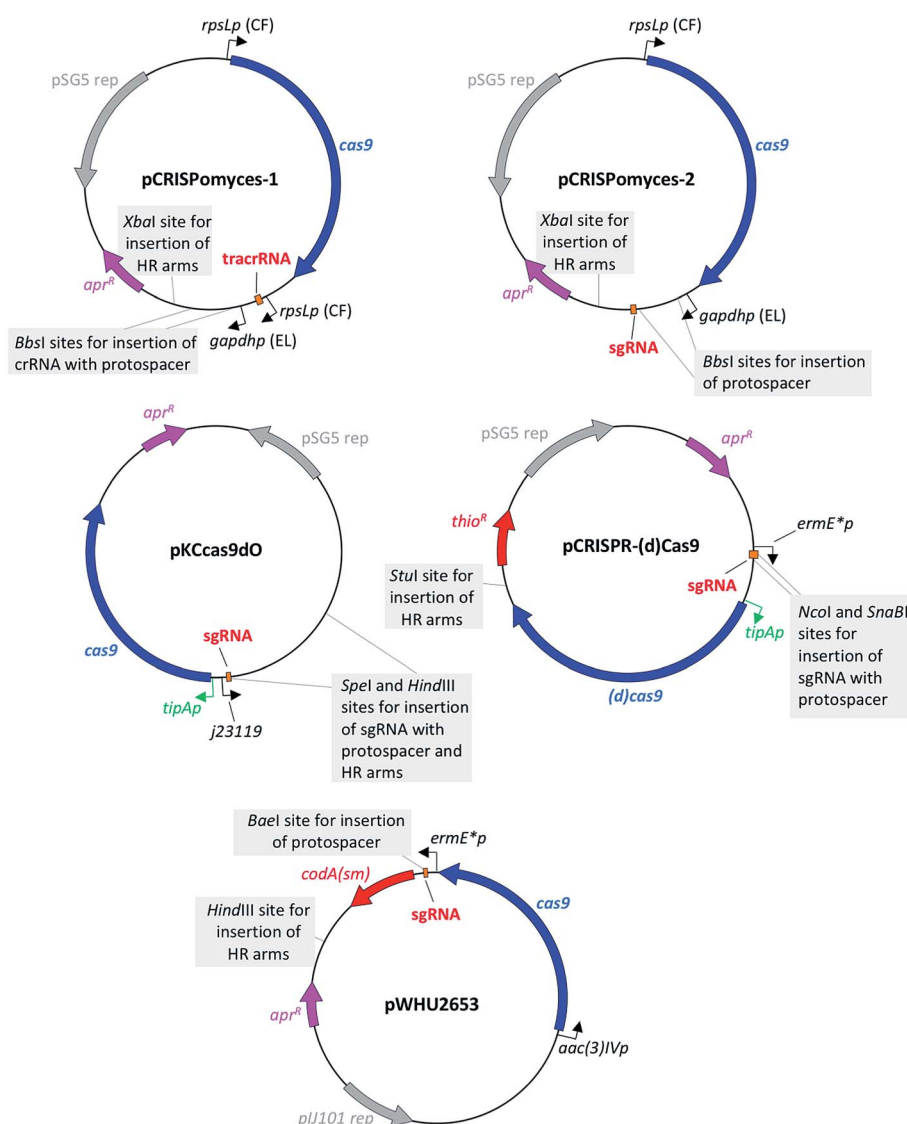 rpsLp (CF)
pSG5 rep
cas9
pCRISPomyces-1
XbaI site for
insertion of
HR arms
tracrRNA
aprᴿ
rpsLp (CF)
gapdhp (EL)
BbsI sites for insertion of
crRNA with protospacer
rpsLp (CF)
pSG5 rep
cas9
pCRISPomyces-2
XbaI site for
insertion of
HR arms
aprᴿ
gapdhp (EL)
sgRNA
BbsI sites for insertion
of protospacer
aprᴿ
pSG5 rep
pKCcas9dO
sgRNA
cas9
tipAp
j23119
SpeI and HindIII
sites for insertion
of sgRNA with
protospacer and
HR arms
pSG5 rep
aprᴿ
thioᴿ
pCRISPR-(d)Cas9
ermE*p
sgRNA
StuI site for
insertion of
HR arms
tipAp
(d)cas9
NcoI and SnaBI
sites for
insertion of
sgRNA with
protospacer
BaeI site for insertion
of protospacer
ermE*p
codA(sm)
sgRNA
cas9
HindIII site for
insertion of
HR arms
pWHU2653
aprᴿ
aac(3)IVp
pIJ101 rep